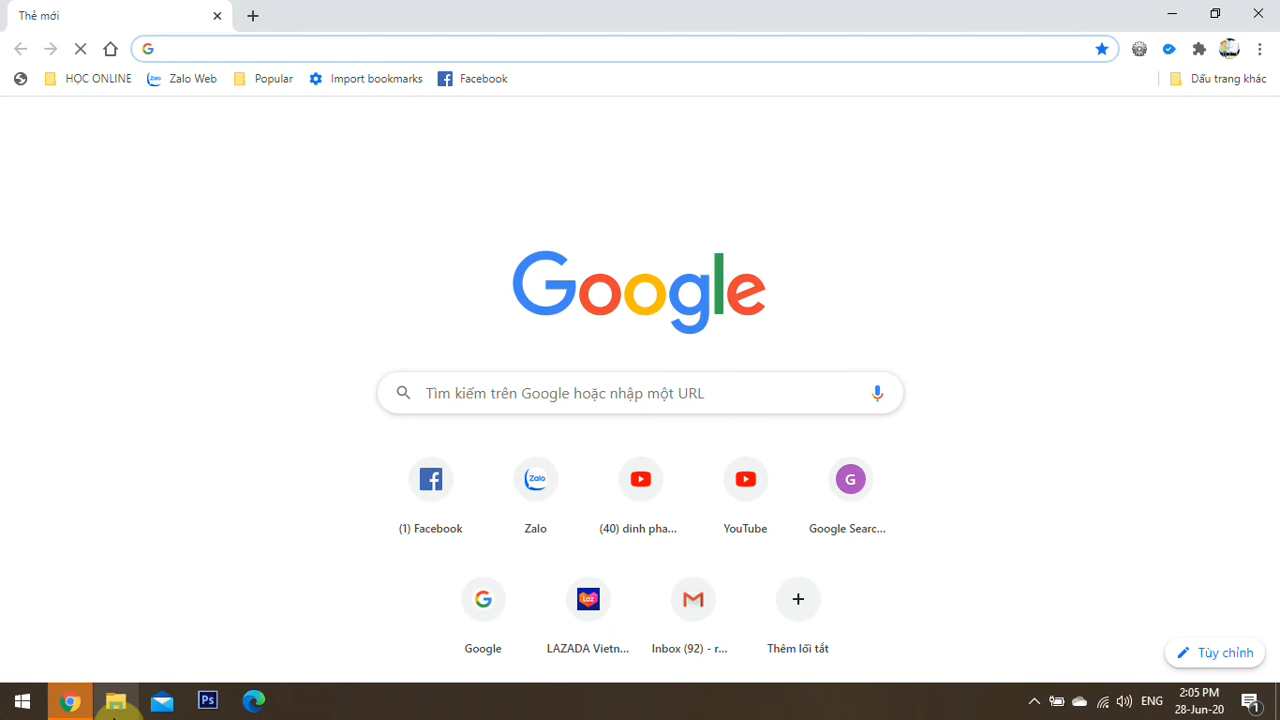 Thẻ mới
HỌC ONLINE
Zalo Web
Popular
Import bookmarks
Facebook
Dấu trang khác
Google
Tìm kiếm trên Google hoặc nhập một URL
(1) Facebook
Zalo
(40) dinh pha...
YouTube
Google Searc...
Google
LAZADA Vietn...
Inbox (92) - r...
Thêm lối tắt
Tùy chỉnh
ENG
2:05 PM
28-Jun-20